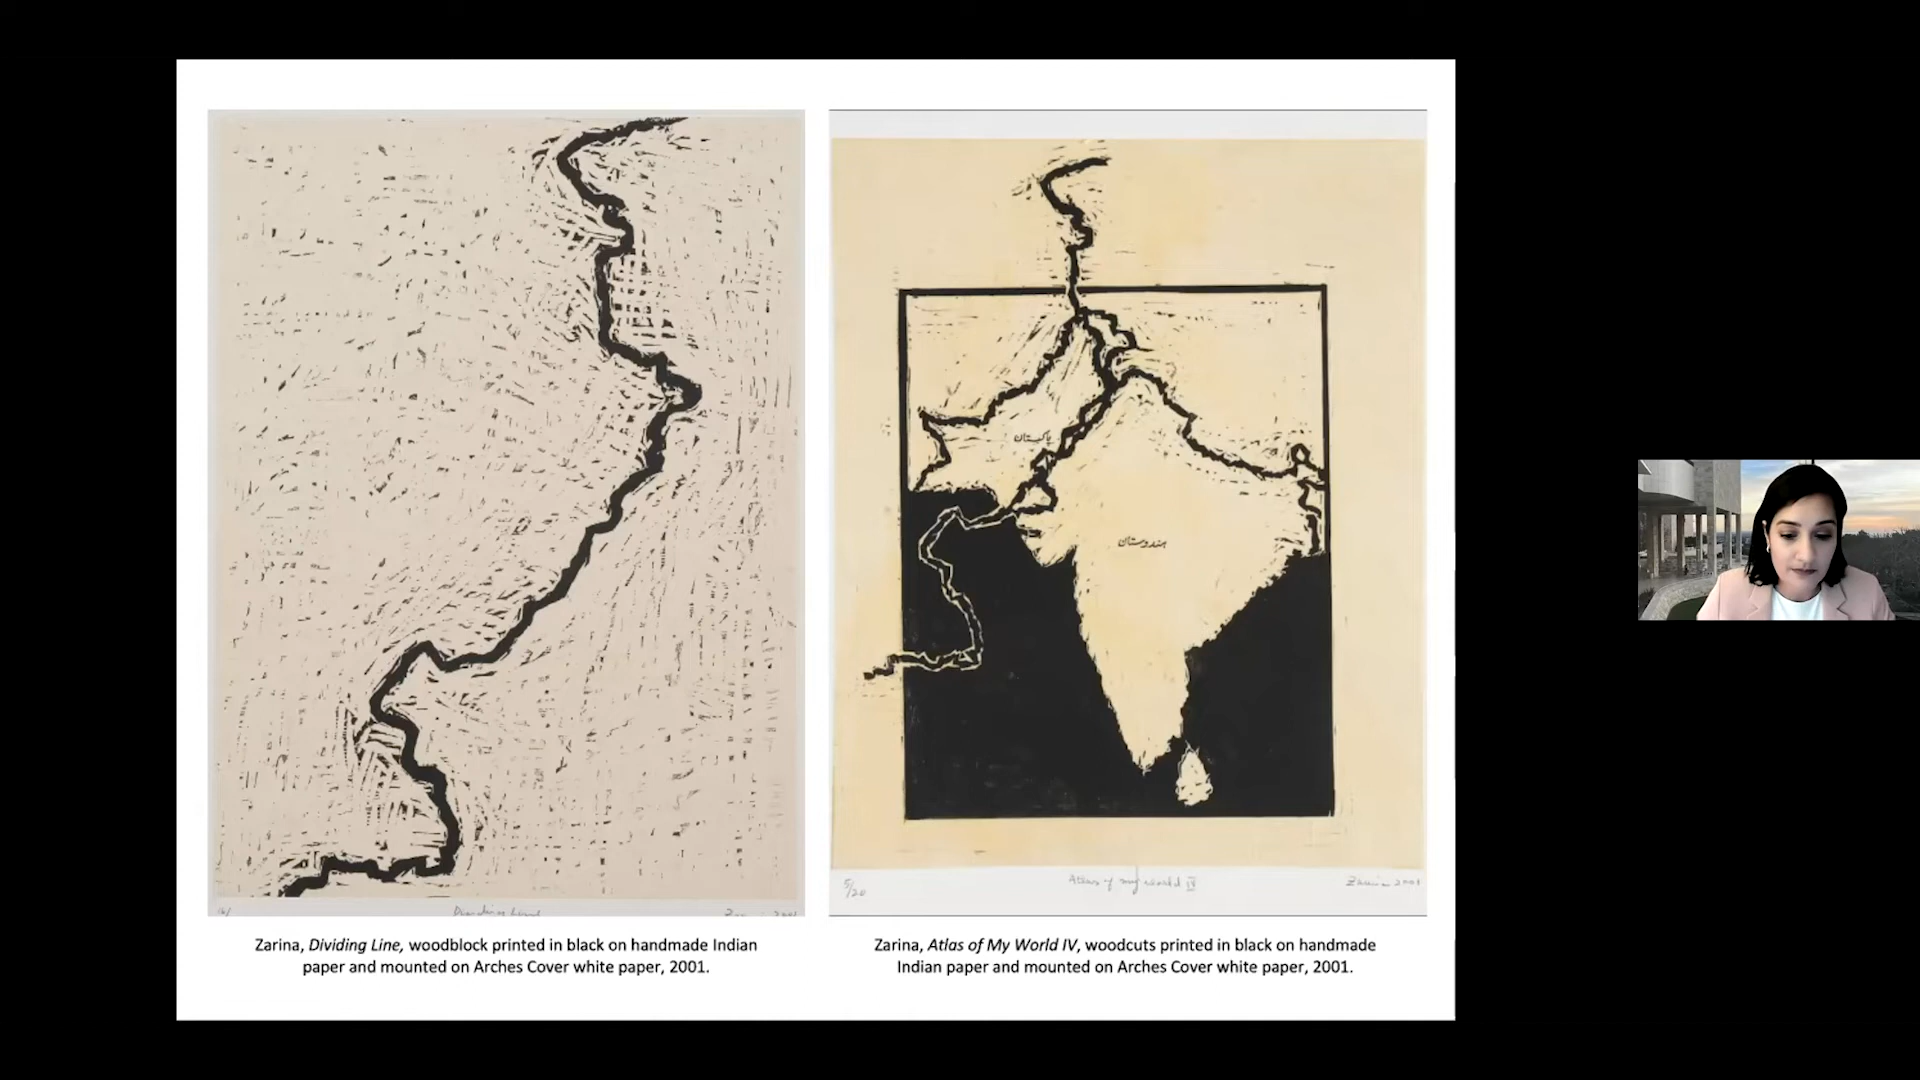 پاکستان
ہندوستان
5/20
Atlas of my world IV
Zarina 2001
Dividing Line
Zarina, Dividing Line, woodblock printed in black on handmade Indian
paper and mounted on Arches Cover white paper, 2001.
Zarina, Atlas of My World IV, woodcuts printed in black on handmade
Indian paper and mounted on Arches Cover white paper, 2001.